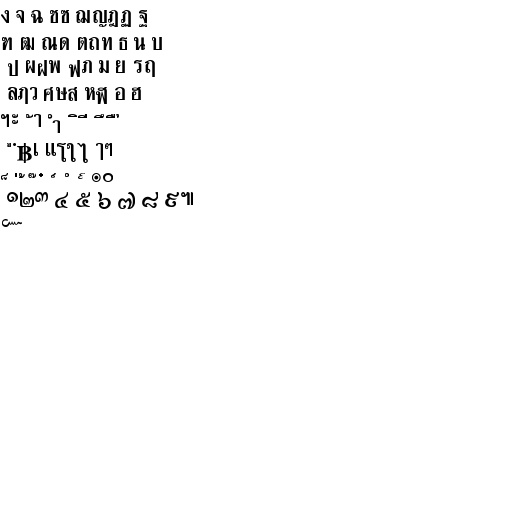 ง จ ฉ ชซ ฌญฎฏ ฐ
ฑ ฒ ณด ตถท ธ น บ
ป ผฝพ ฟภ ม ย รฤ
ลฦว ศษส หฬ อ ฮ
ฯะ ั า ำ ิ ี ึ ื
ุ ู ฿เ แโใไ ๅๆ
็ ่ ้ ๊ ๋ ์ ํ ๎ ๏๐
๑๒๓ ๔ ๕ ๖ ๗ ๘ ๙๚
๛